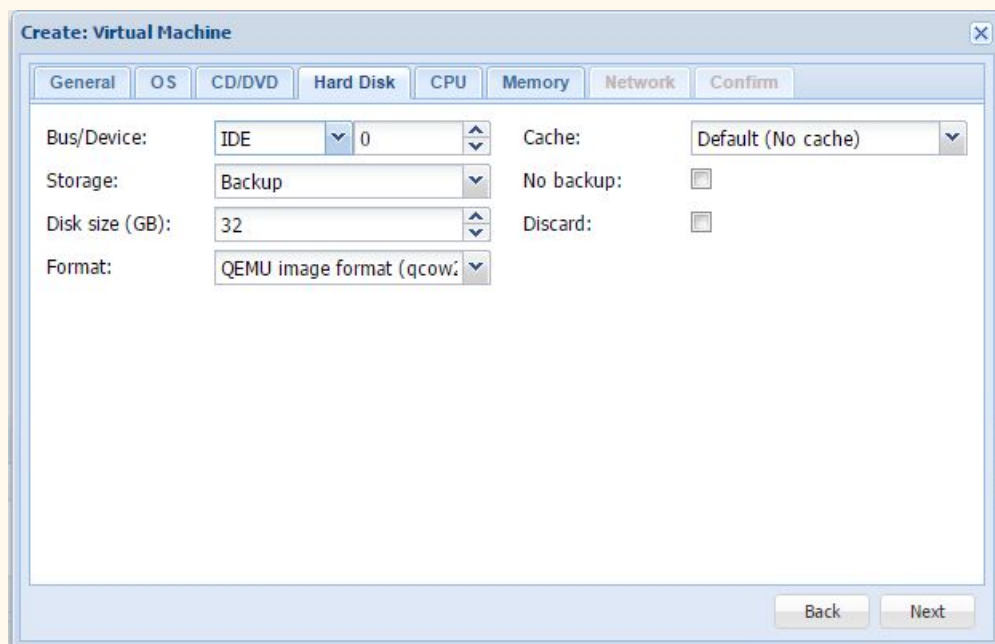 Create: Virtual Machine
General OS CD/DVD Hard Disk CPU Memory Network Confirm
Bus/Device: IDE 0 Cache: Default (No cache)
Storage: Backup No backup:
Disk size (GB): 32 Discard:
Format: QEMU image format (qcow2
Back Next